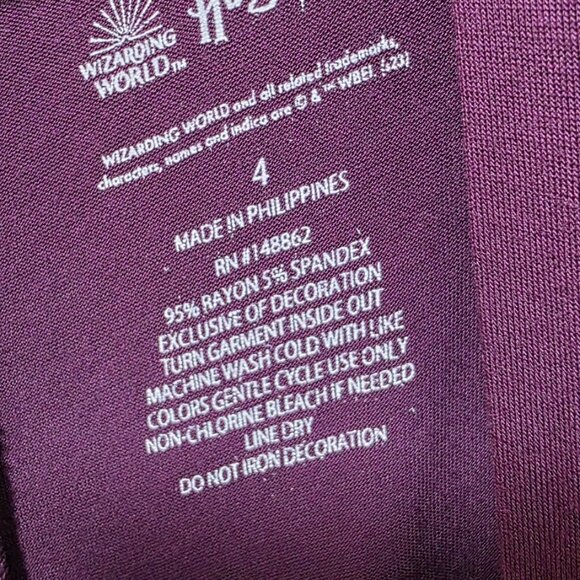 WIZARDING
WORLD™
WIZARDING WORLD and all related trademarks,
characters, names and indica are © & ™ WBEI. (s23)
4
MADE IN PHILIPPINES
RN #148862
95% RAYON 5% SPANDEX
EXCLUSIVE OF DECORATION
TURN GARMENT INSIDE OUT
MACHINE WASH COLD WITH LIKE
COLORS GENTLE CYCLE USE ONLY
NON-CHLORINE BLEACH IF NEEDED
LINE DRY
DO NOT IRON DECORATION